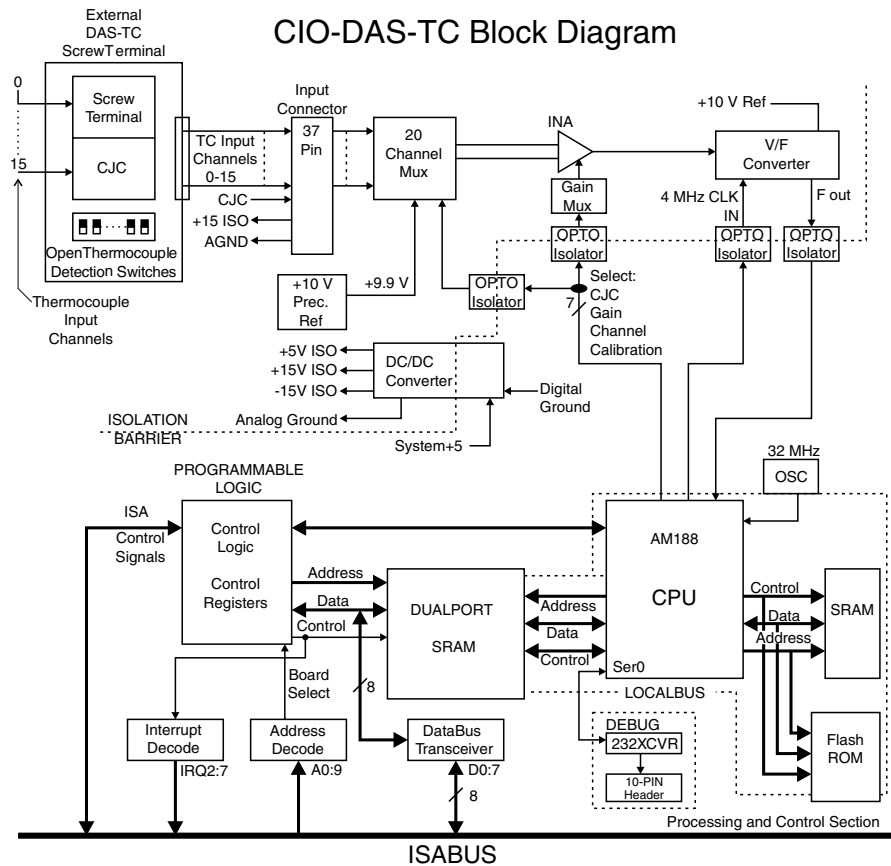 CIO-DAS-TC Block Diagram
External
DAS-TC
ScrewTerminal
0
15
Screw
Terminal
CJC
OpenThermocouple
Detection Switches
Thermocouple
Input
Channels
TC Input
Channels
0-15
CJC
+15 ISO
AGND
Input
Connector
37
Pin
20
Channel
Mux
INA
+10 V Ref
V/F
Converter
Gain
Mux
4 MHz CLK
IN
F out
OPTO
Isolator
OPTO
Isolator
OPTO
Isolator
OPTO
Isolator
+10 V
Prec.
Ref
+9.9 V
7
Select:
CJC
Gain
Channel
Calibration
+5V ISO
+15V ISO
-15V ISO
Analog Ground
DC/DC
Converter
Digital
Ground
System+5
ISOLATION
BARRIER
32 MHz
OSC
PROGRAMMABLE
LOGIC
ISA
Control
Signals
Control
Logic
Control
Registers
Address
Data
Control
DUALPORT
SRAM
Address
Data
Control
AM188
CPU
Ser0
Control
Data
Address
SRAM
LOCALBUS
Board
Select
8
Interrupt
Decode
Address
Decode
DataBus
Transceiver
DEBUG
232XCVR
10-PIN
Header
Flash
ROM
IRQ2:7
A0:9
D0:7
8
Processing and Control Section
ISABUS